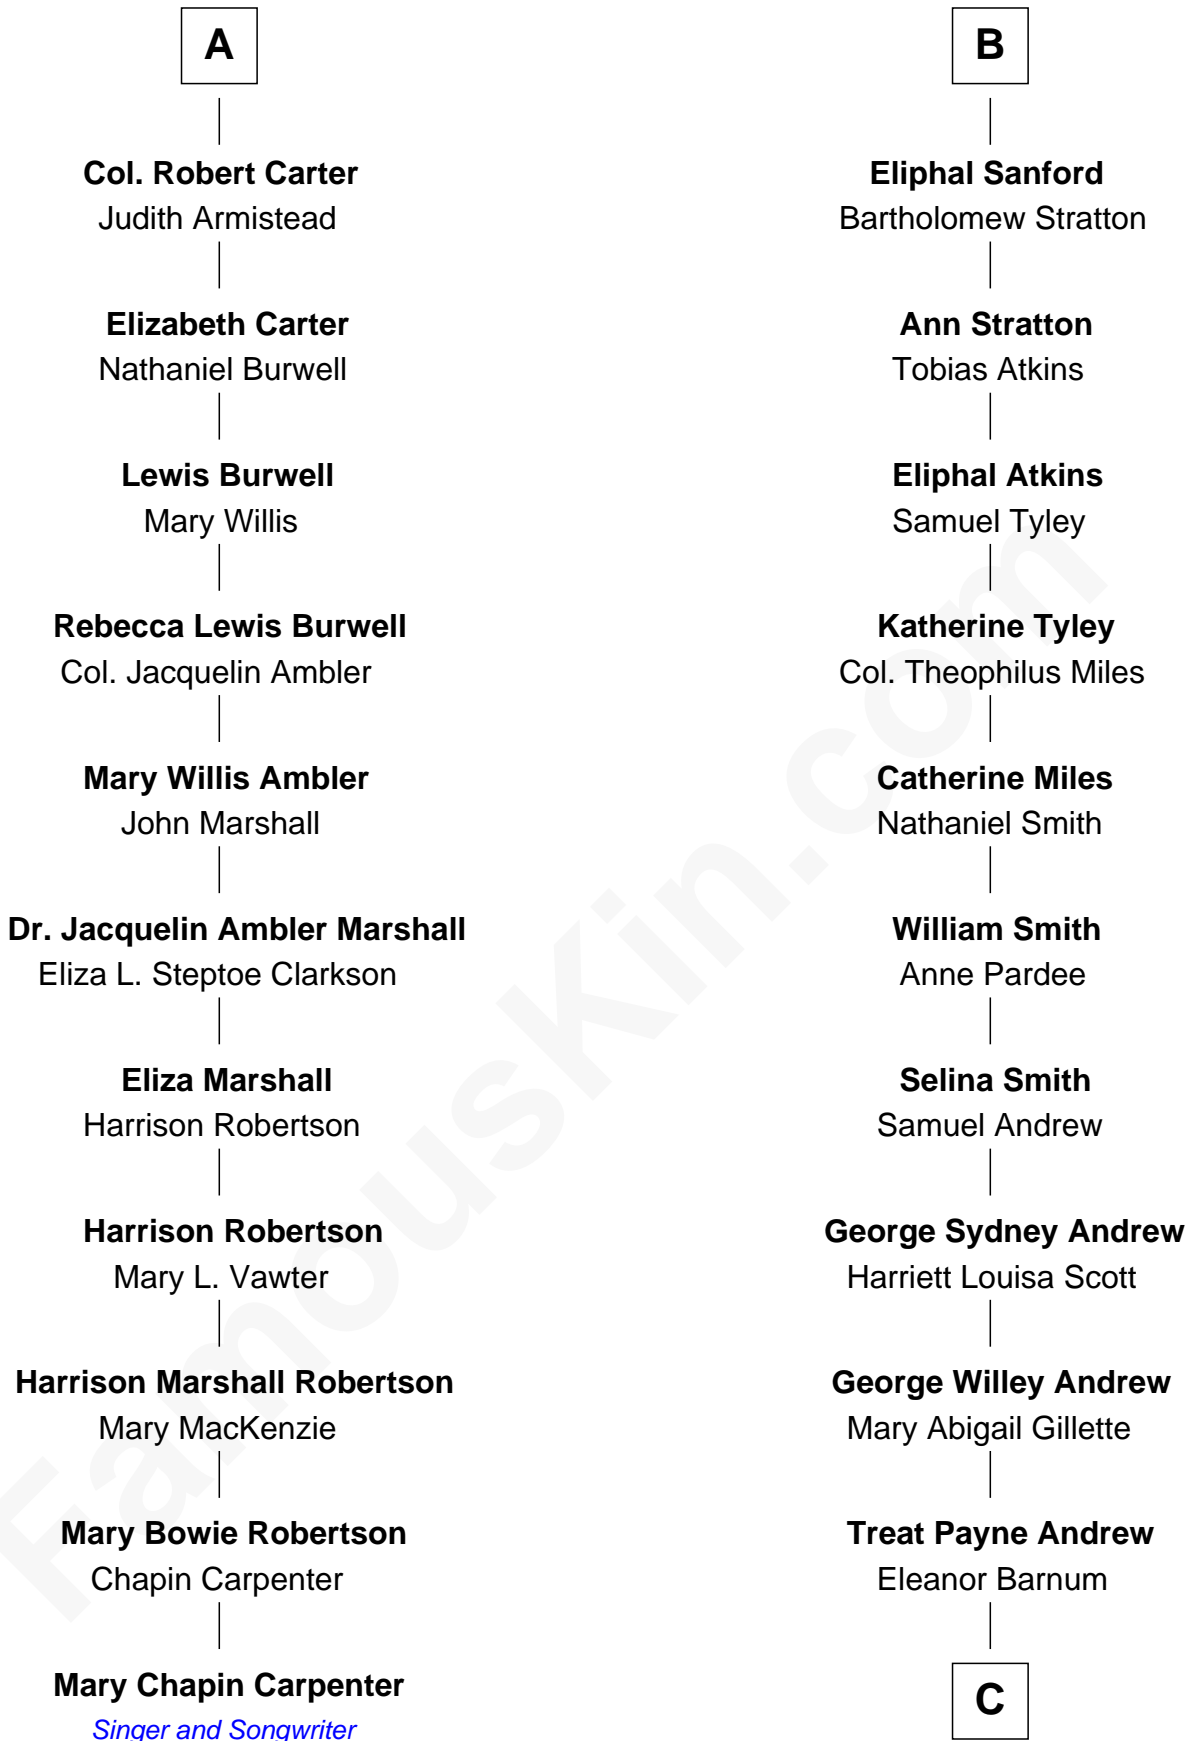 A
Col. Robert Carter
Judith Armistead
Elizabeth Carter
Nathaniel Burwell
Lewis Burwell
Mary Willis
Rebecca Lewis Burwell
Col. Jacquelin Ambler
Mary Willis Ambler
John Marshall
Dr. Jacquelin Ambler Marshall
Eliza L. Steptoe Clarkson
Eliza Marshall
Harrison Robertson
Harrison Robertson
Mary L. Vawter
Harrison Marshall Robertson
Mary MacKenzie
Mary Bowie Robertson
Chapin Carpenter
Mary Chapin Carpenter
Singer and Songwriter
B
Eliphal Sanford
Bartholomew Stratton
Ann Stratton
Tobias Atkins
Eliphal Atkins
Samuel Tyley
Katherine Tyley
Col. Theophilus Miles
Catherine Miles
Nathaniel Smith
William Smith
Anne Pardee
Selina Smith
Samuel Andrew
George Sydney Andrew
Harriett Louisa Scott
George Willey Andrew
Mary Abigail Gillette
Treat Payne Andrew
Eleanor Barnum
C
FamousKin.com